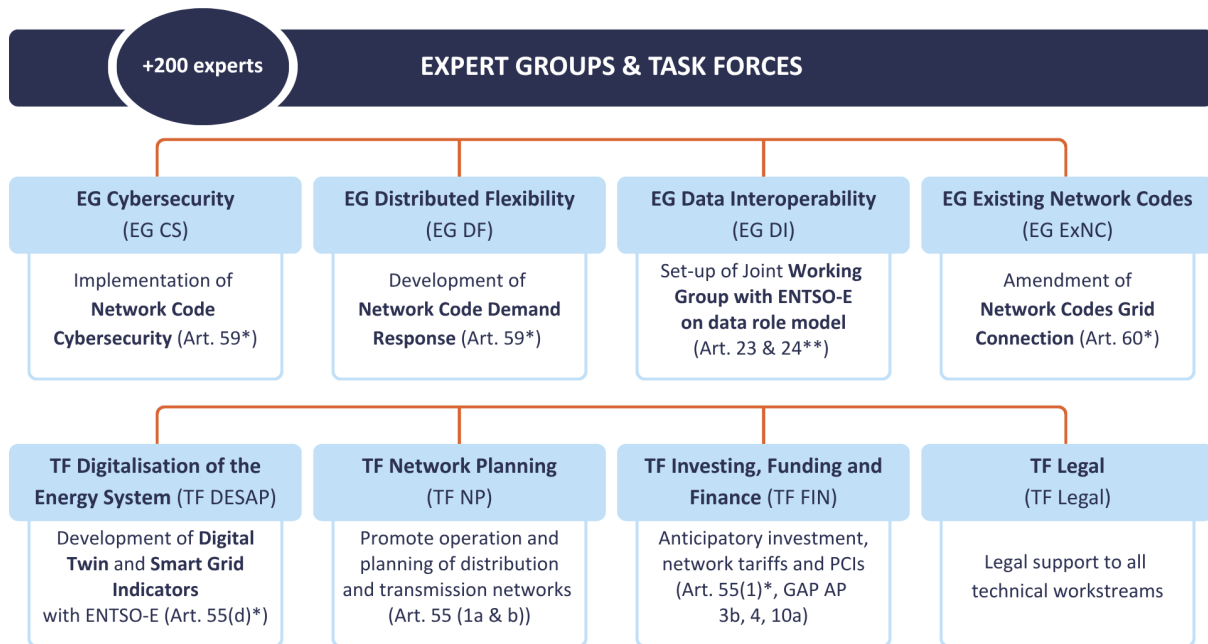 +200 experts
EXPERT GROUPS & TASK FORCES
EG Cybersecurity
(EG CS)
Implementation of
Network Code
Cybersecurity (Art. 59*)
EG Distributed Flexibility
(EG DF)
Development of
Network Code Demand
Response (Art. 59*)
EG Data Interoperability
(EG DI)
Set-up of Joint Working
Group with ENTSO-E
on data role model
(Art. 23 & 24**)
EG Existing Network Codes
(EG ExNC)
Amendment of
Network Codes Grid
Connection (Art. 60*)
TF Digitalisation of the
Energy System (TF DESAP)
Development of Digital
Twin and Smart Grid
Indicators
with ENTSO-E (Art. 55(d)*)
TF Network Planning
(TF NP)
Promote operation and
planning of distribution
and transmission networks
(Art. 55 (1a & b))
TF Investing, Funding and
Finance (TF FIN)
Anticipatory investment,
network tariffs and PCIs
(Art. 55(1)*, GAP AP
3b, 4, 10a)
TF Legal
(TF Legal)
Legal support to all
technical workstreams